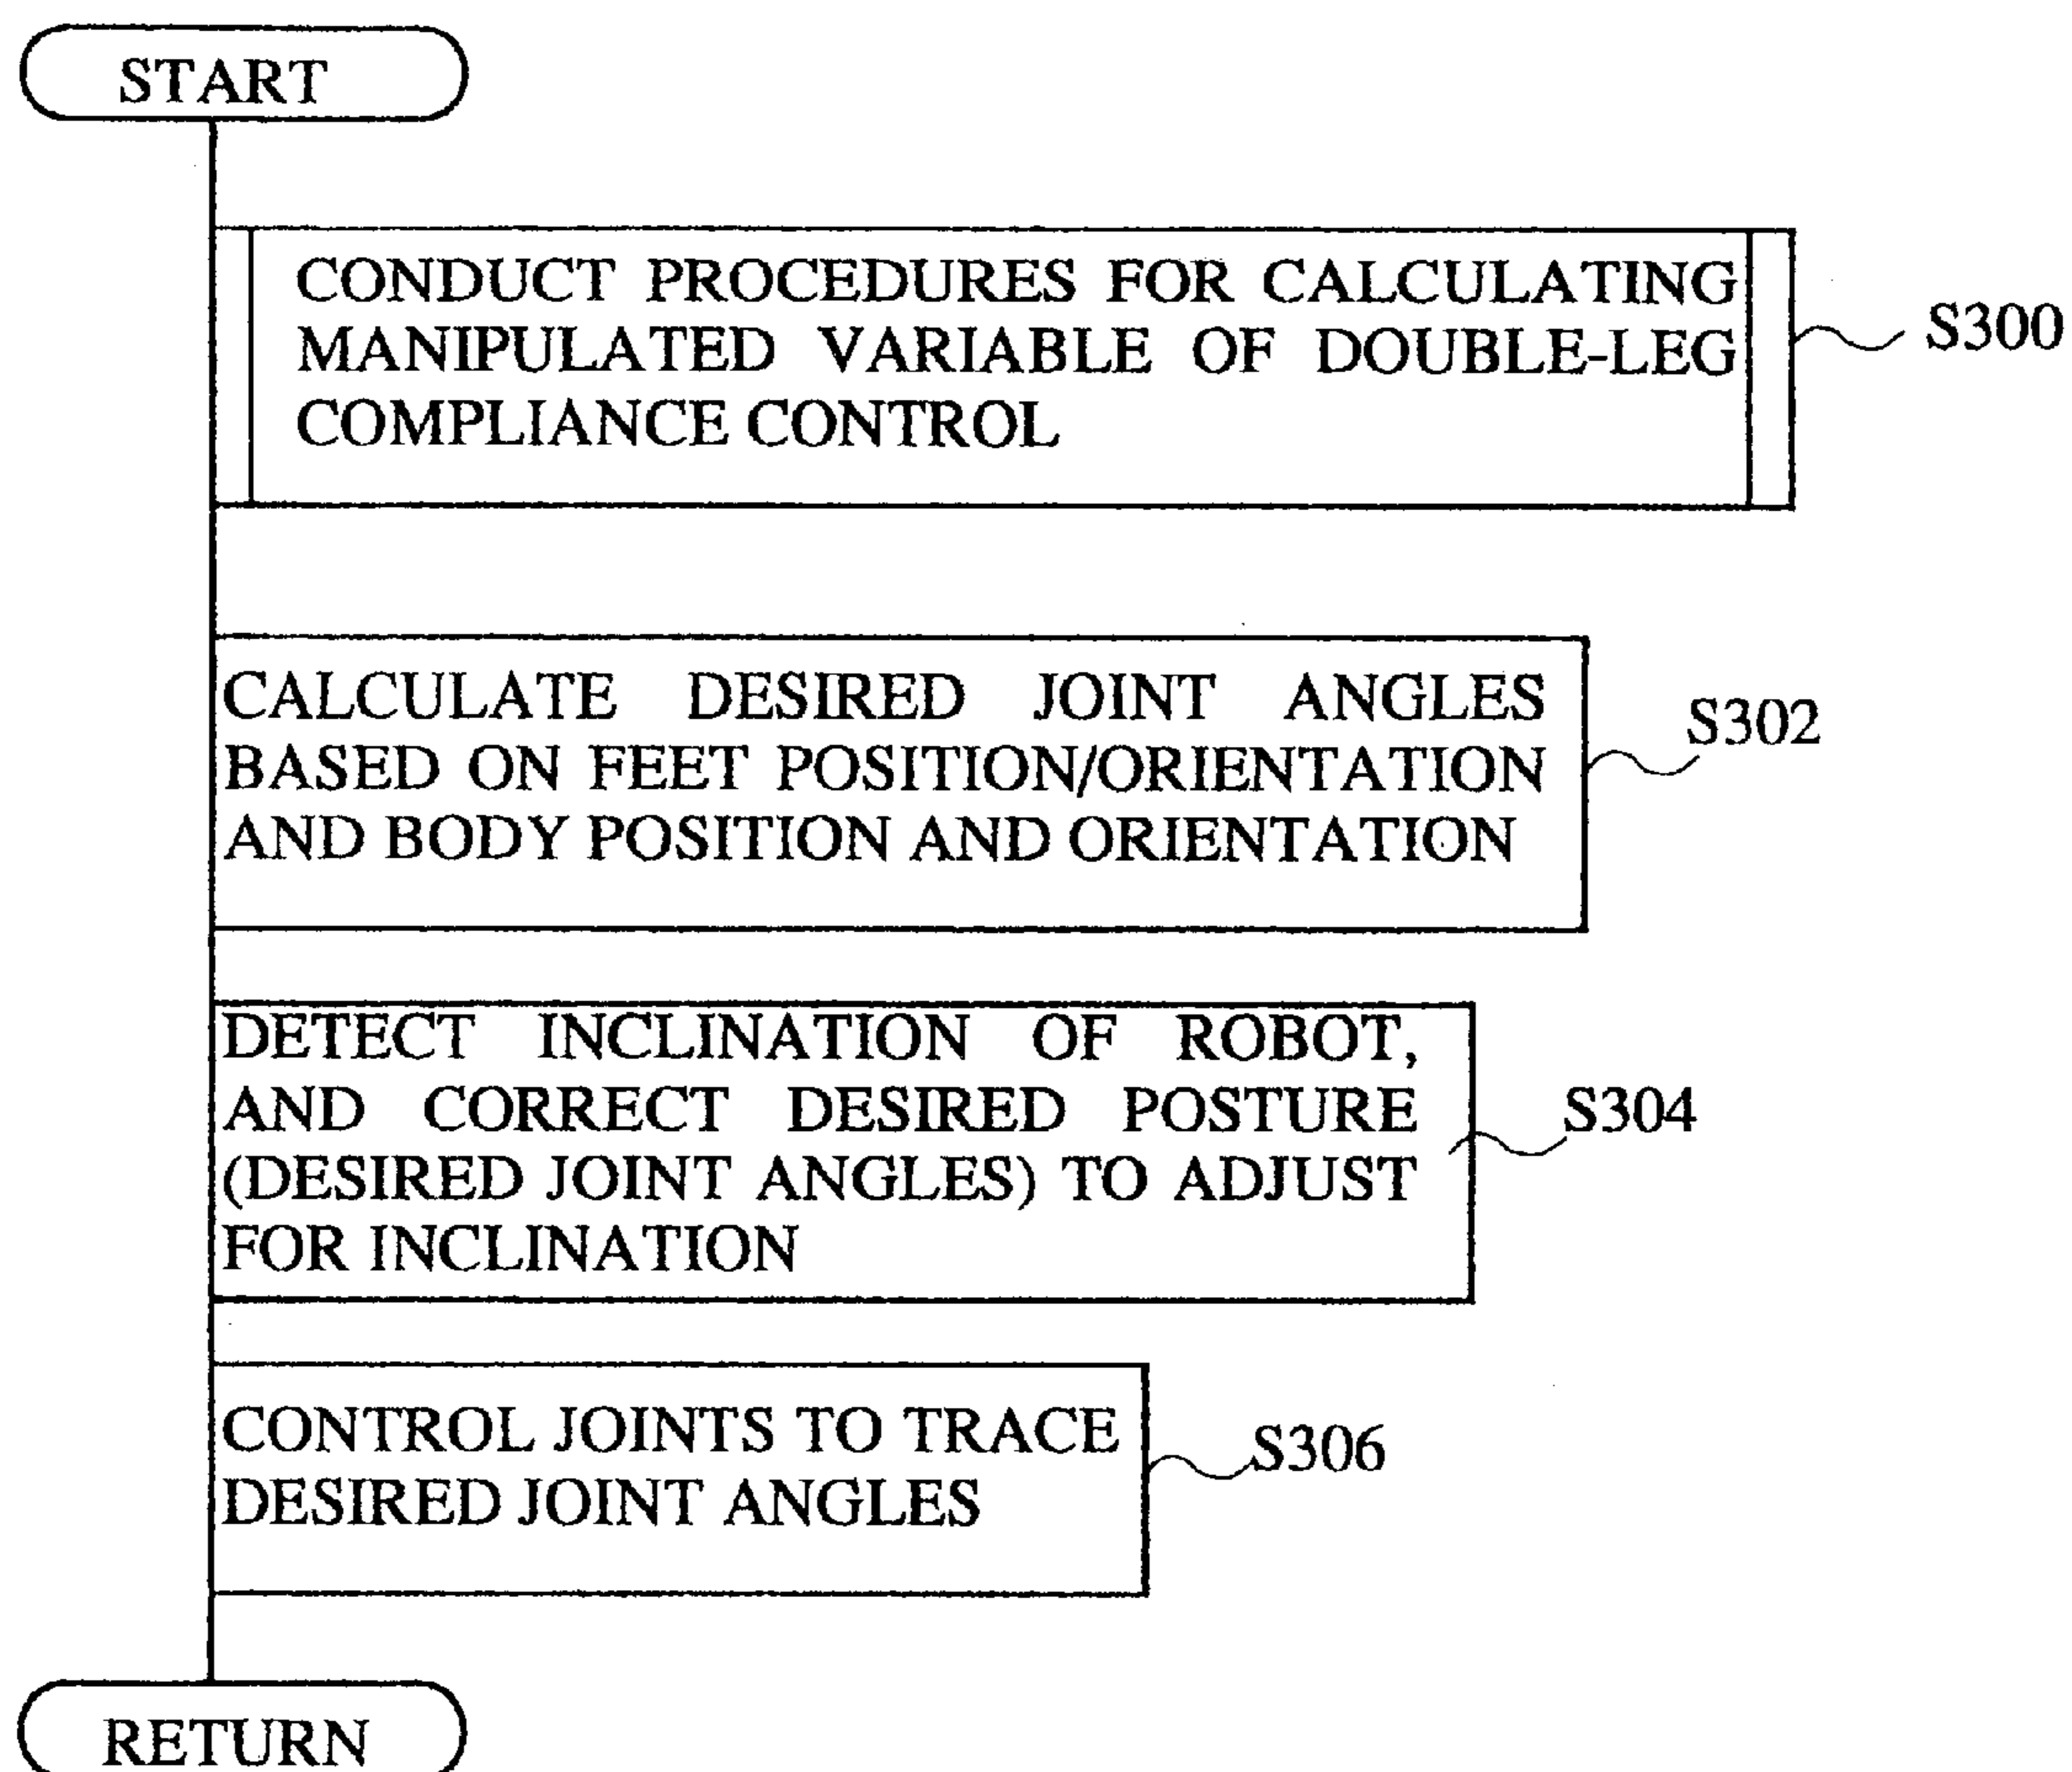 START
CONDUCT PROCEDURES FOR CALCULATING
MANIPULATED VARIABLE OF DOUBLE-LEG
COMPLIANCE CONTROL
S300
CALCULATE DESIRED JOINT ANGLES
BASED ON FEET POSITION/ORIENTATION
AND BODY POSITION AND ORIENTATION
S302
DETECT INCLINATION OF ROBOT,
AND CORRECT DESIRED POSTURE
(DESIRED JOINT ANGLES) TO ADJUST
FOR INCLINATION
S304
CONTROL JOINTS TO TRACE
DESIRED JOINT ANGLES
S306
RETURN